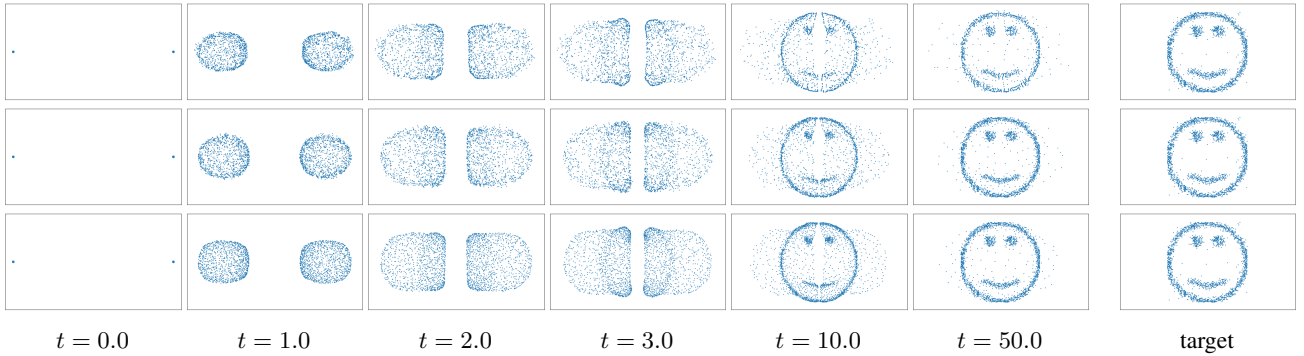 t = 0.0 t = 1.0 t = 2.0 t = 3.0 t = 10.0 t = 50.0 target